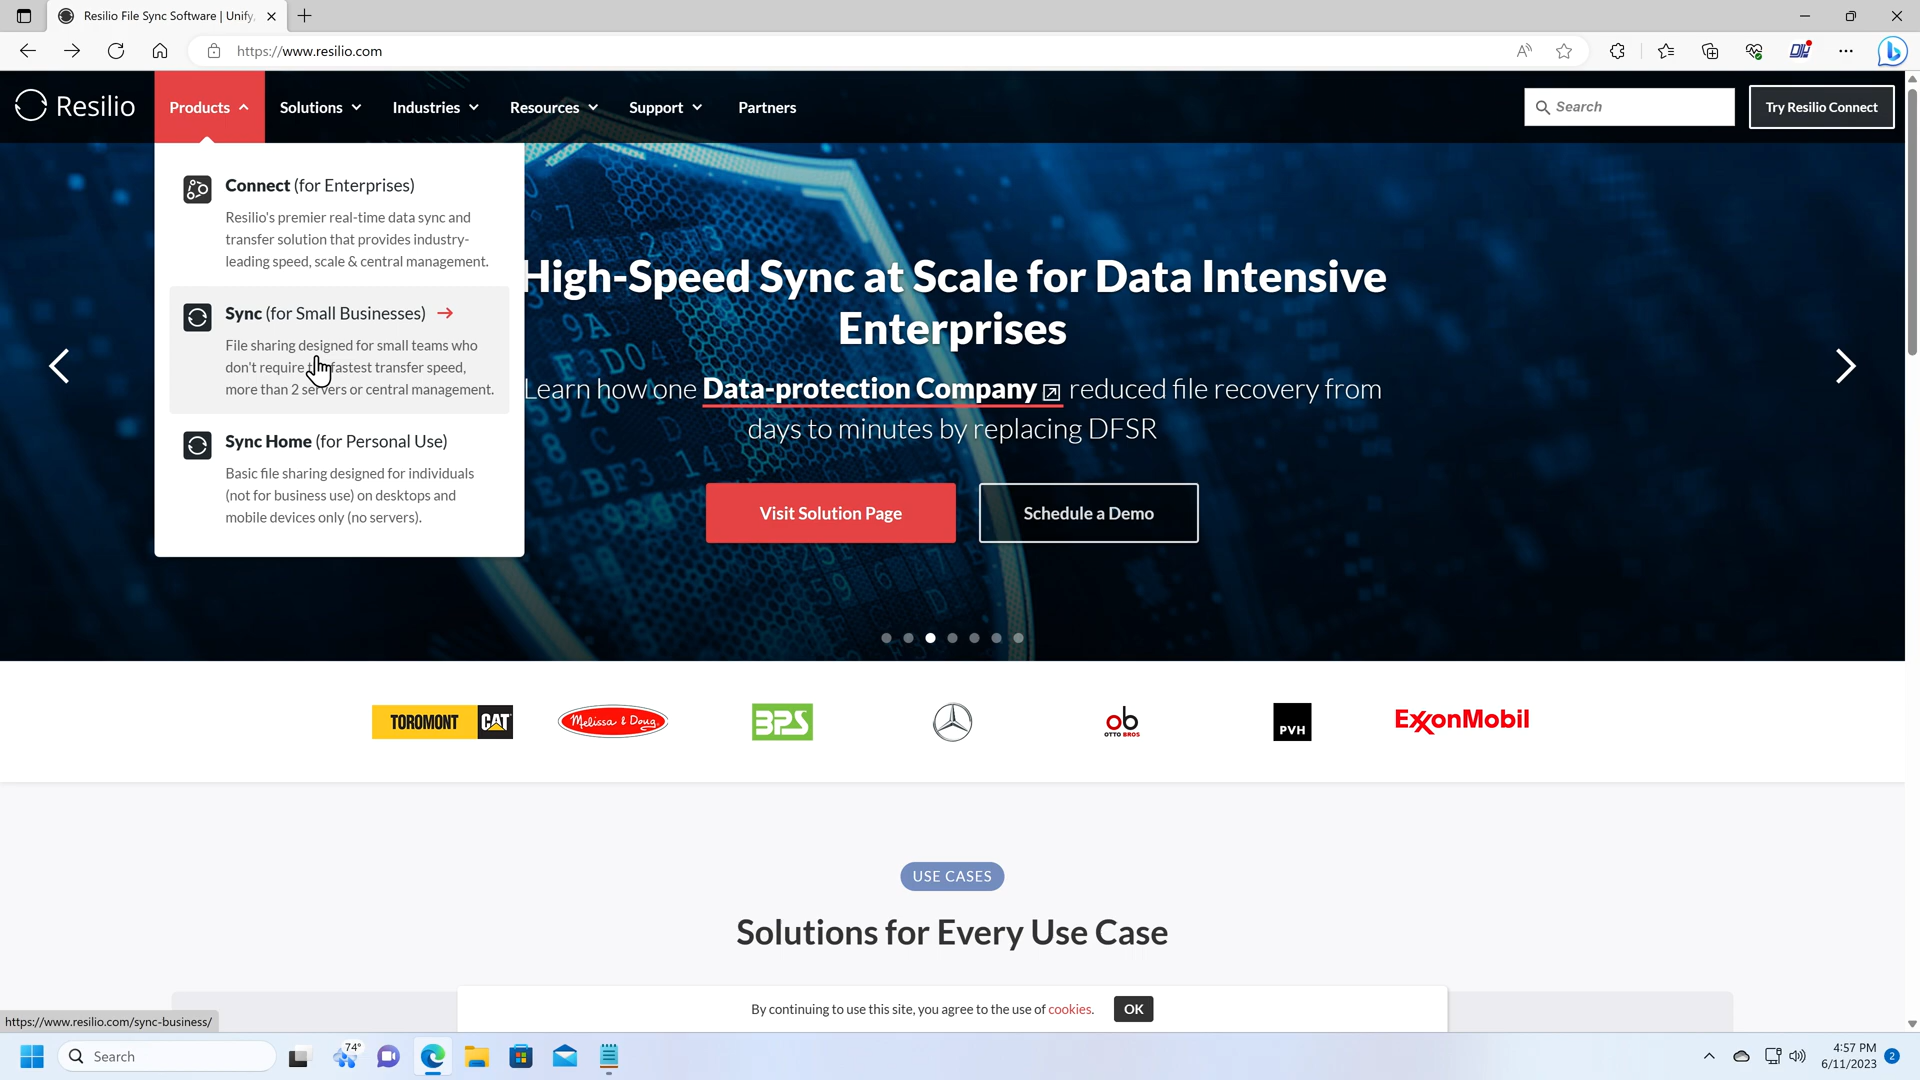 Resilio File Sync Software | Unify,
https://www.resilio.com
Resilio
Products
Solutions
Industries
Resources
Support
Partners
Search
Try Resilio Connect
Connect (for Enterprises)
Resilio's premier real-time data sync and
transfer solution that provides industry-
leading speed, scale & central management.
Sync (for Small Businesses)
File sharing designed for small teams who
don't require fastest transfer speed,
more than 2 servers or central management.
Sync Home (for Personal Use)
Basic file sharing designed for individuals
(not for business use) on desktops and
mobile devices only (no servers).
High-Speed Sync at Scale for Data Intensive
Enterprises
Learn how one Data-protection Company reduced file recovery from
days to minutes by replacing DFSR
Visit Solution Page
Schedule a Demo
TOROMONT CAT
Melissa & Doug
BPS
ob
OTTO BROS
PVH
ExxonMobil
USE CASES
Solutions for Every Use Case
By continuing to use this site, you agree to the use of cookies.
OK
https://www.resilio.com/sync-business/
Search
74°
4:57 PM
6/11/2023
2